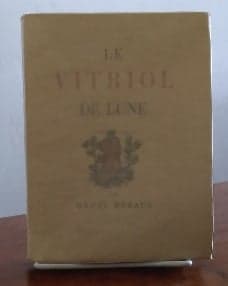 LE
VITRIOL
DE LUNE
HENRI BERAUD